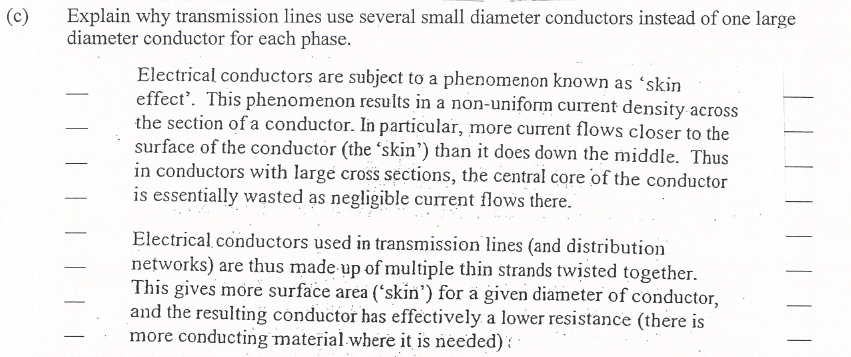 (c) Explain why transmission lines use several small diameter conductors instead of one large
diameter conductor for each phase.
Electrical conductors are subject to a phenomenon known as ‘skin
effect’. This phenomenon results in a non-uniform current density across
the section of a conductor. In particular, more current flows closer to the
surface of the conductor (the ‘skin’) than it does down the middle. Thus
in conductors with large cross sections, the central core of the conductor
is essentially wasted as negligible current flows there.
Electrical conductors used in transmission lines (and distribution
networks) are thus made up of multiple thin strands twisted together.
This gives more surface area (‘skin’) for a given diameter of conductor,
and the resulting conductor has effectively a lower resistance (there is
more conducting material where it is needed)